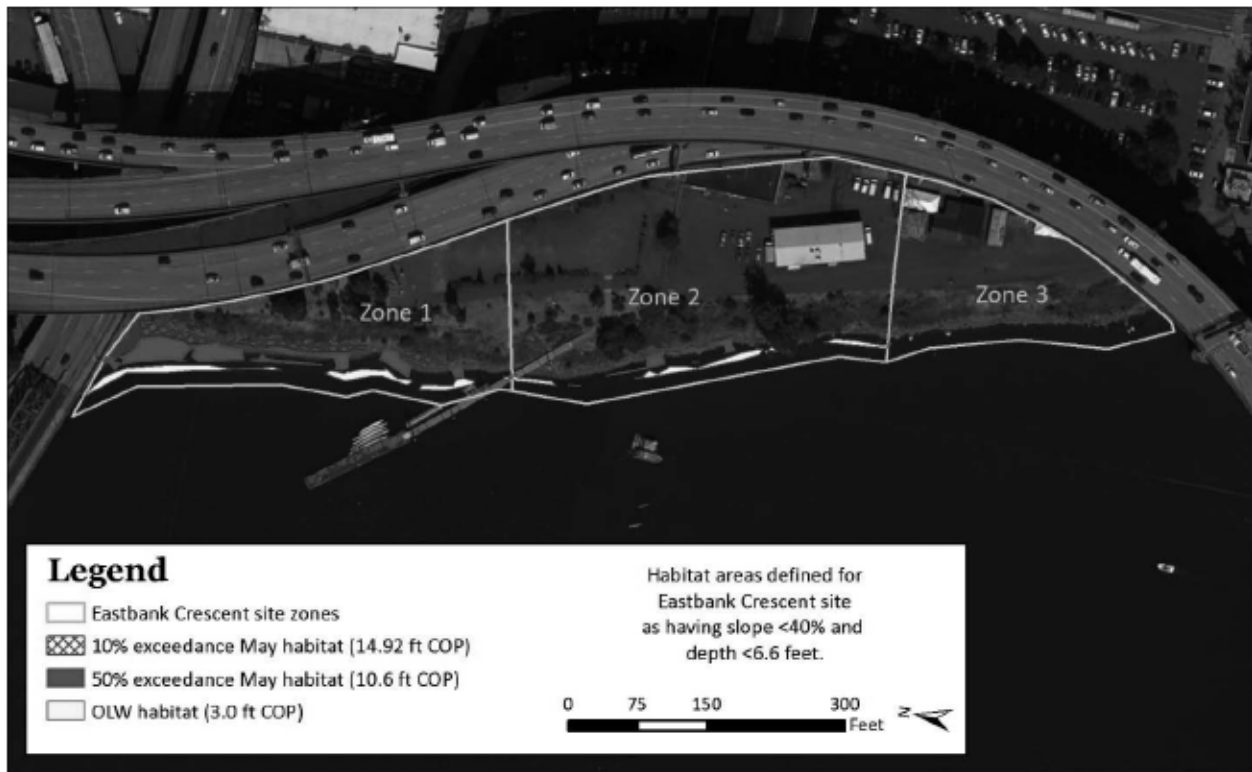 Zone 1
Zone 2
Zone 3
Legend
Eastbank Crescent site zones
10% exceedance May habitat (14.92 ft COP)
50% exceedance May habitat (10.6 ft COP)
OLW habitat (3.0 ft COP)
Habitat areas defined for
Eastbank Crescent site
as having slope <40% and
depth <6.6 feet.
0 75 150 300
Feet
N